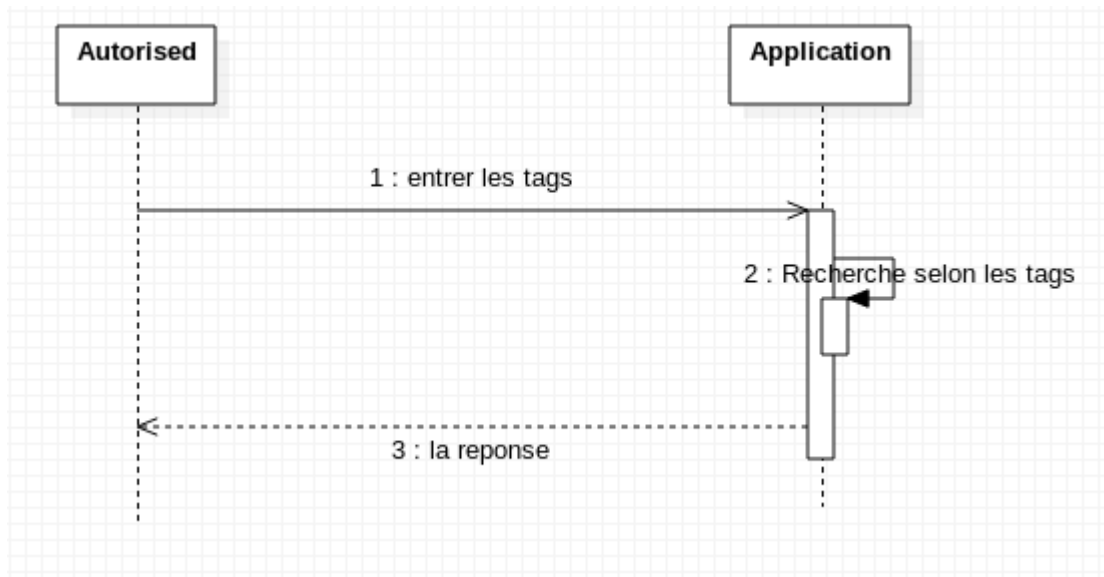 Autorised
Application
1 : entrer les tags
2 : Recherche selon les tags
3 : la reponse